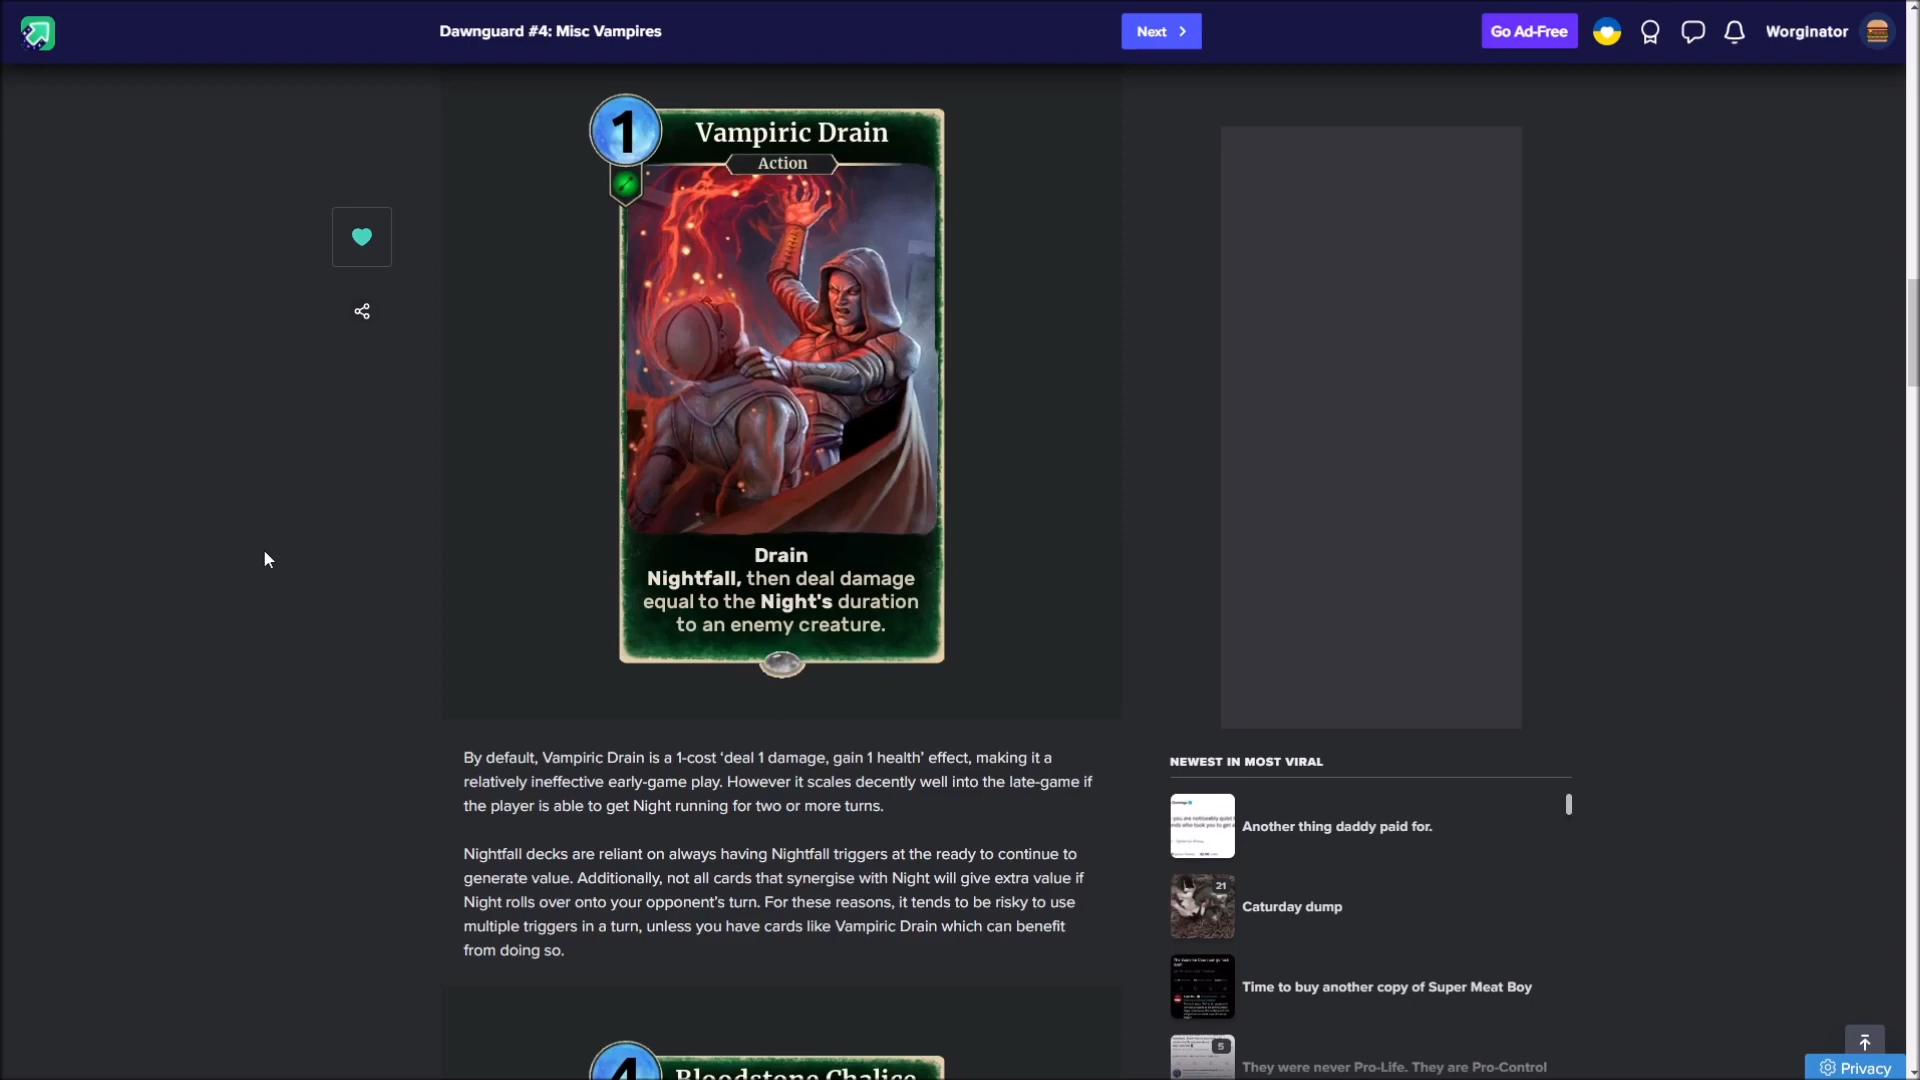 Dawnguard #4: Misc Vampires
Next
Go Ad-Free
Worginator
1
Vampiric Drain
Action
Drain
Nightfall, then deal damage
equal to the Night's duration
to an enemy creature.
By default, Vampiric Drain is a 1-cost ‘deal 1 damage, gain 1 health’ effect, making it a
relatively ineffective early-game play. However it scales decently well into the late-game if
the player is able to get Night running for two or more turns.
Nightfall decks are reliant on always having Nightfall triggers at the ready to continue to
generate value. Additionally, not all cards that synergise with Night will give extra value if
Night rolls over onto your opponent’s turn. For these reasons, it tends to be risky to use
multiple triggers in a turn, unless you have cards like Vampiric Drain which can benefit
from doing so.
4
Bloodstone Chalice
NEWEST IN MOST VIRAL
Another thing daddy paid for.
21
Caturday dump
Time to buy another copy of Super Meat Boy
5
They were never Pro-Life. They are Pro-Control
Privacy